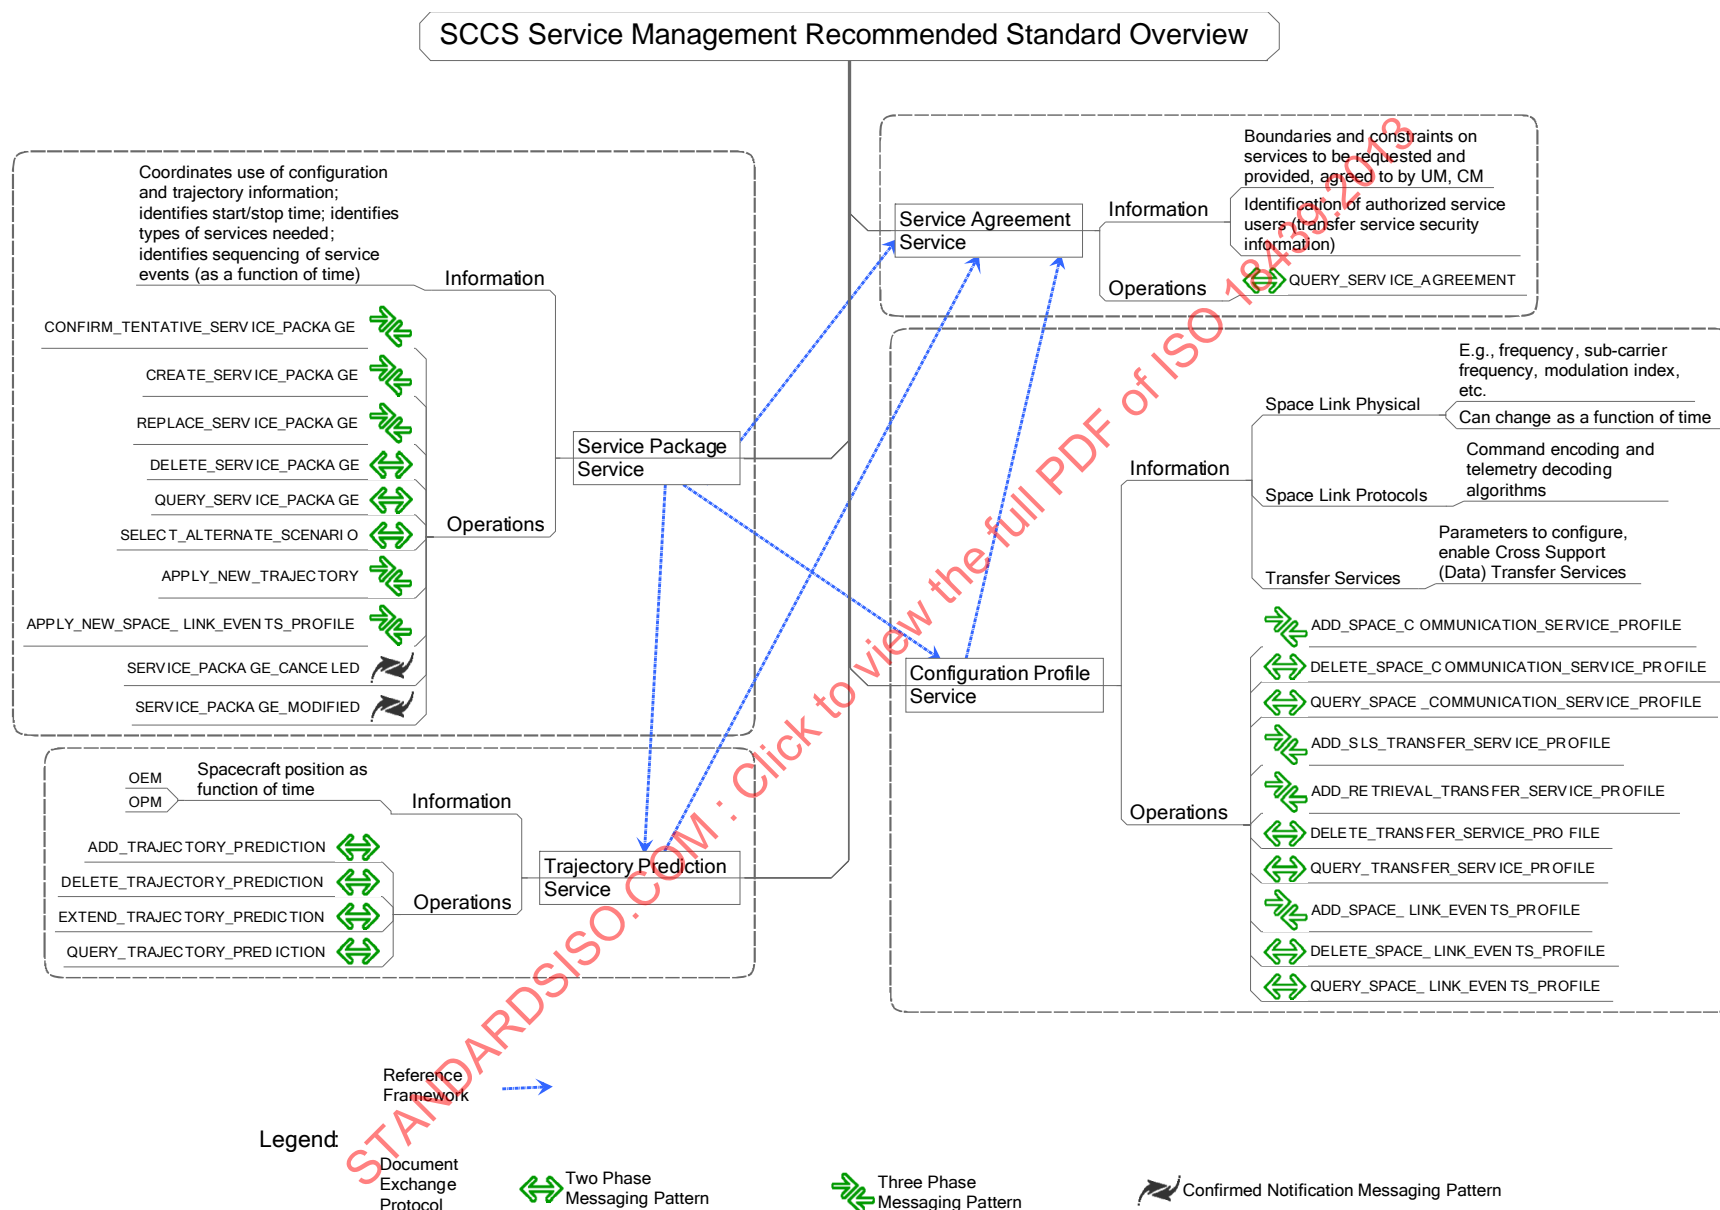 SCCS Service Management Recommended Standard Overview
Coordinates use of configuration
and trajectory information;
identifies start/stop time; identifies
types of services needed;
identifies sequencing of service
events (as a function of time)
Information
CONFIRM_TENTATIVE_SERVICE_PACKAGE
CREATE_SERVICE_PACKAGE
REPLACE_SERVICE_PACKAGE
DELETE_SERVICE_PACKAGE
QUERY_SERVICE_PACKAGE
SELECT_ALTERNATE_SCENARIO
APPLY_NEW_TRAJECTORY
APPLY_NEW_SPACE_LINK_EVENTS_PROFILE
SERVICE_PACKAGE_CANCELED
SERVICE_PACKAGE_MODIFIED
Operations
Service Package
Service
OEM
OPM
Spacecraft position as
function of time
Information
ADD_TRAJECTORY_PREDICTION
DELETE_TRAJECTORY_PREDICTION
EXTEND_TRAJECTORY_PREDICTION
QUERY_TRAJECTORY_PREDICTION
Operations
Trajectory Prediction
Service
Service Agreement
Service
Information
Boundaries and constraints on
services to be requested and
provided, agreed to by UM, CM
Identification of authorized service
users (transfer service security
information)
Operations
QUERY_SERVICE_AGREEMENT
Configuration Profile
Service
Information
Space Link Physical
E.g., frequency, sub-carrier
frequency, modulation index,
etc.
Can change as a function of time
Space Link Protocols
Command encoding and
telemetry decoding
algorithms
Transfer Services
Parameters to configure,
enable Cross Support
(Data) Transfer Services
Operations
ADD_SPACE_COMMUNICATION_SERVICE_PROFILE
DELETE_SPACE_COMMUNICATION_SERVICE_PROFILE
QUERY_SPACE_COMMUNICATION_SERVICE_PROFILE
ADD_SLS_TRANSFER_SERVICE_PROFILE
ADD_RETRIEVAL_TRANSFER_SERVICE_PROFILE
DELETE_TRANSFER_SERVICE_PROFILE
QUERY_TRANSFER_SERVICE_PROFILE
ADD_SPACE_LINK_EVENTS_PROFILE
DELETE_SPACE_LINK_EVENTS_PROFILE
QUERY_SPACE_LINK_EVENTS_PROFILE
STANDARDSISO.COM : Click to view the full PDF of ISO 18439:2013
Reference
Framework
Legend:
Document
Exchange
Protocol
Two Phase
Messaging Pattern
Three Phase
Messaging Pattern
Confirmed Notification Messaging Pattern